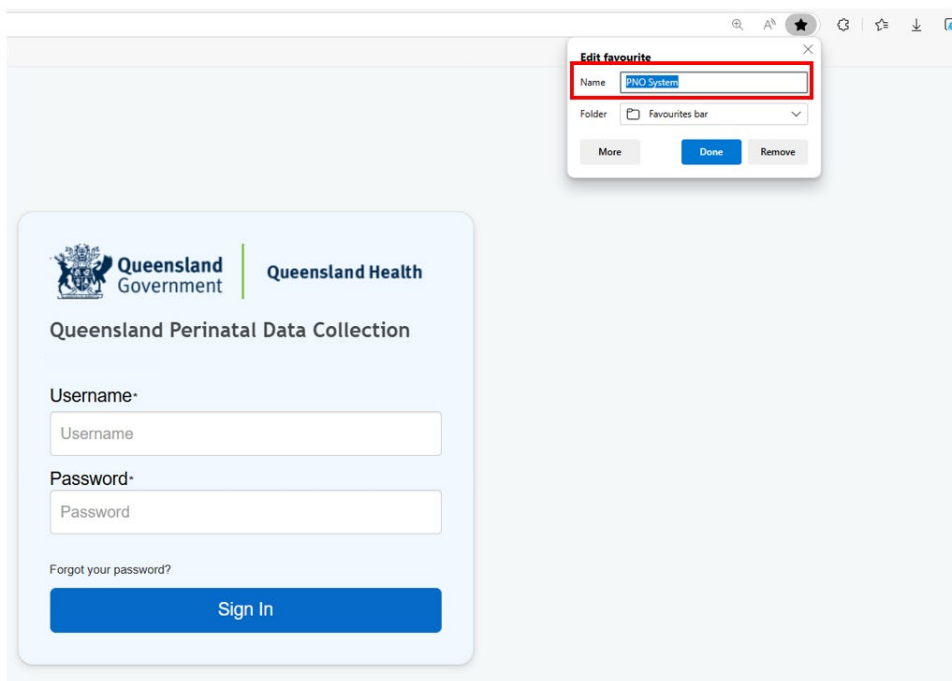 Edit favourite
Name PNO System
Folder Favourites bar
More Done Remove
Queensland Government Queensland Health
Queensland Perinatal Data Collection
Username*
Username
Password*
Password
Forgot your password?
Sign In